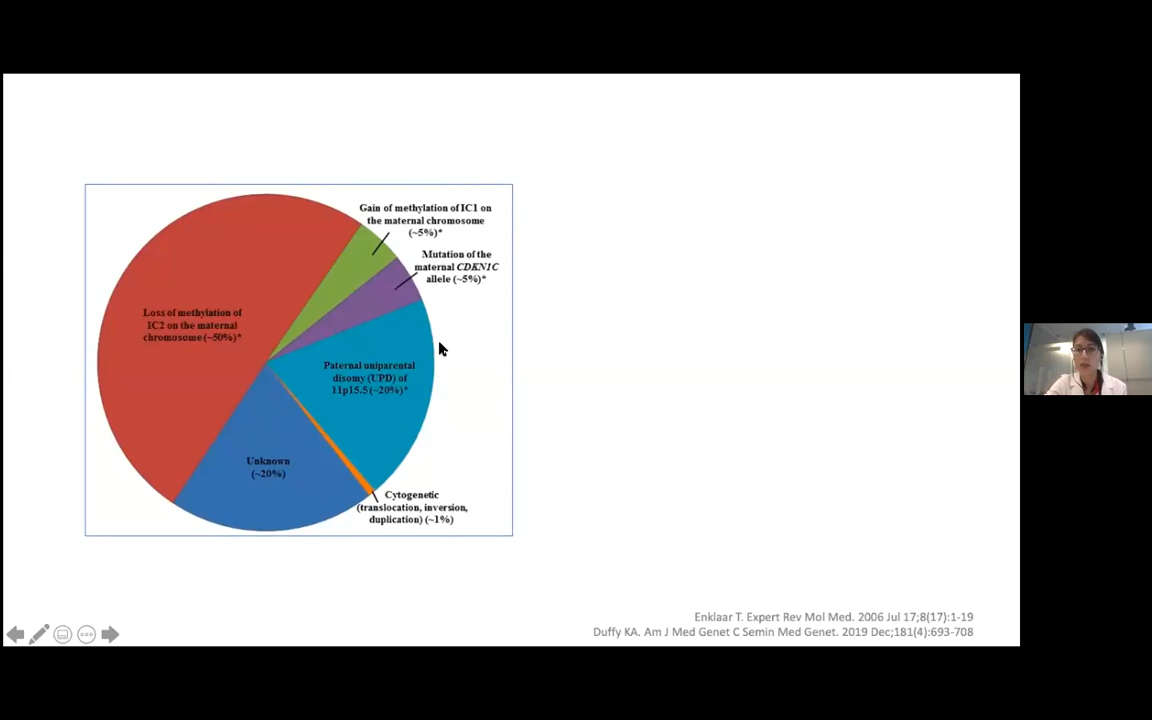 Gain of methylation of IC1 on
the maternal chromosome
(~5%)*
Mutation of the
maternal CDKN1C
allele (~5%)*
Loss of methylation of
IC2 on the maternal
chromosome (~50%)*
Paternal uniparental
disomy (UPD) of
11p15.5 (~20%)*
Unknown
(~20%)
Cytogenetic
(translocation, inversion,
duplication) (~1%)
Enklaar T. Expert Rev Mol Med. 2006 Jul 17;8(17):1-19
Duffy KA. Am J Med Genet C Semin Med Genet. 2019 Dec;181(4):693-708